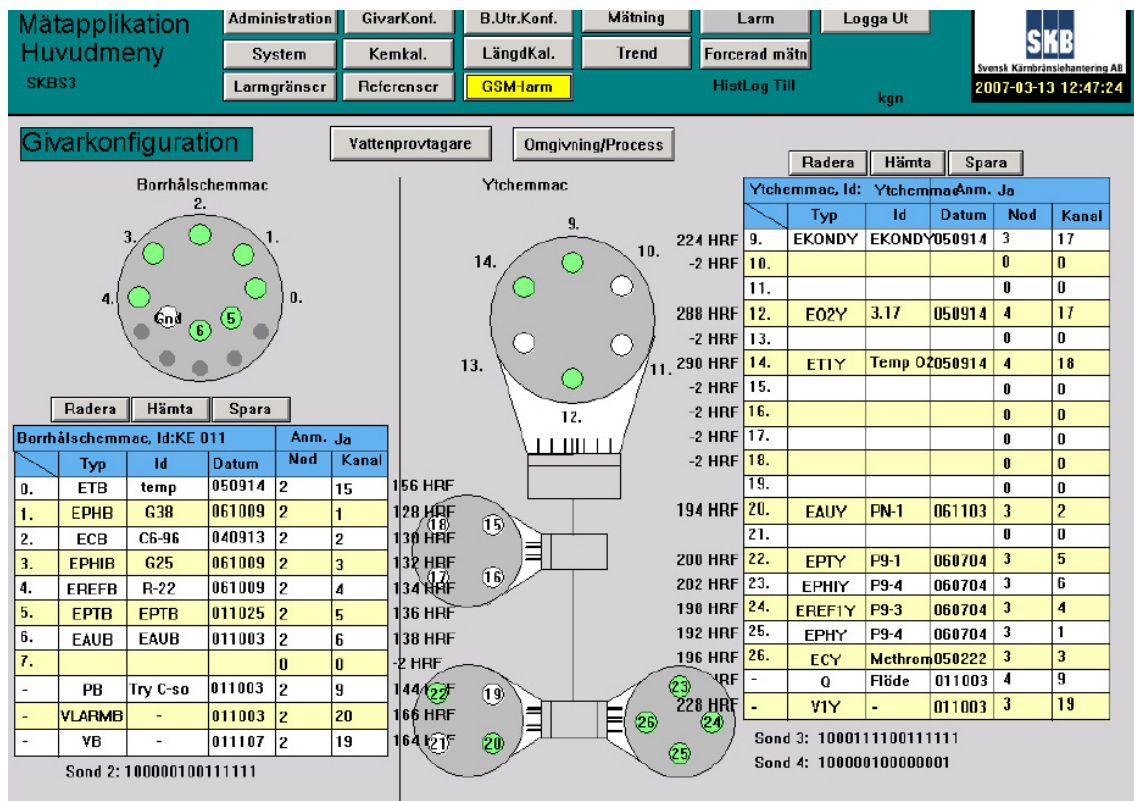 Mätapplikation
Huvudmeny
SKBS3
Administration GivarKonf. B.Utr.Konf. Mätning Larm Logga Ut
System Kemkal. LängdKal. Trend Forcerad mätn
Larmgränser Referenser GSM-larm HistLog Till kgn
SKB
Svensk Kärnbränslehantering AB
2007-03-13 12:47:24
Givarkonfiguration
Vattenprovtagare Omgivning/Process
Borrhålschemmac
2.
3. 1.
4. 0.
Gnd 6 5
Radera Hämta Spara
Borrhålschemmac, Id:KE 011 Anm. Ja
Typ Id Datum Nod Kanal
0. ETB temp 050914 2 15 156 HRF
1. EPHB G38 061009 2 1 128 HRF
2. ECB C6-96 040913 2 2 130 HRF
3. EPHIB G25 061009 2 3 132 HRF
4. EREFB R-22 061009 2 4 134 HRF
5. EPTB EPTB 011025 2 5 136 HRF
6. EAUB EAUB 011003 2 6 138 HRF
7. 0 0 -2 HRF
- PB Try C-so 011003 2 9 144 HRF
- VLARMB - 011003 2 20 166 HRF
- VB - 011107 2 19 164 HRF
Sond 2: 100000100111111
Ytchemmac
9.
14. 10.
13. 11.
12.
18 15
17 16
22 19
21 20
23
26 24
25
Radera Hämta Spara
Ytchemmac, Id: Ytchemmac Anm. Ja
Typ Id Datum Nod Kanal
224 HRF 9. EKONDY EKONDY 050914 3 17
-2 HRF 10. 0 0
11. 0 0
288 HRF 12. EO2Y 3.17 050914 4 17
-2 HRF 13. 0 0
290 HRF 14. ET1Y Temp O2 050914 4 18
-2 HRF 15. 0 0
-2 HRF 16. 0 0
-2 HRF 17. 0 0
-2 HRF 18. 0 0
19. 0 0
194 HRF 20. EAUY PN-1 061103 3 2
21. 0 0
200 HRF 22. EPTY P9-1 060704 3 5
202 HRF 23. EPHIY P9-4 060704 3 6
198 HRF 24. EREF1Y P9-3 060704 3 4
192 HRF 25. EPHY P9-4 060704 3 1
196 HRF 26. ECY Methrom 050222 3 3
HRF - Q Flöde 011003 4 9
228 HRF - V1Y - 011003 3 19
Sond 3: 1000111100111111
Sond 4: 100000100000001